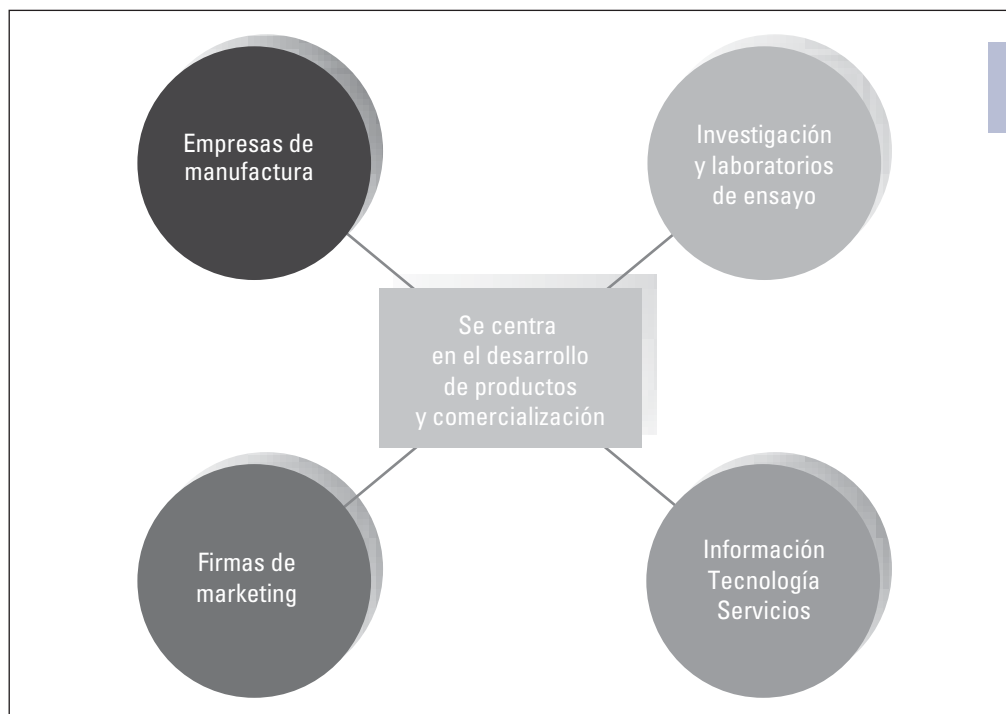 Empresas de
manufactura
Investigación
y laboratorios
de ensayo
Se centra
en el desarrollo
de productos
y comercialización
Firmas de
marketing
Información
Tecnología
Servicios